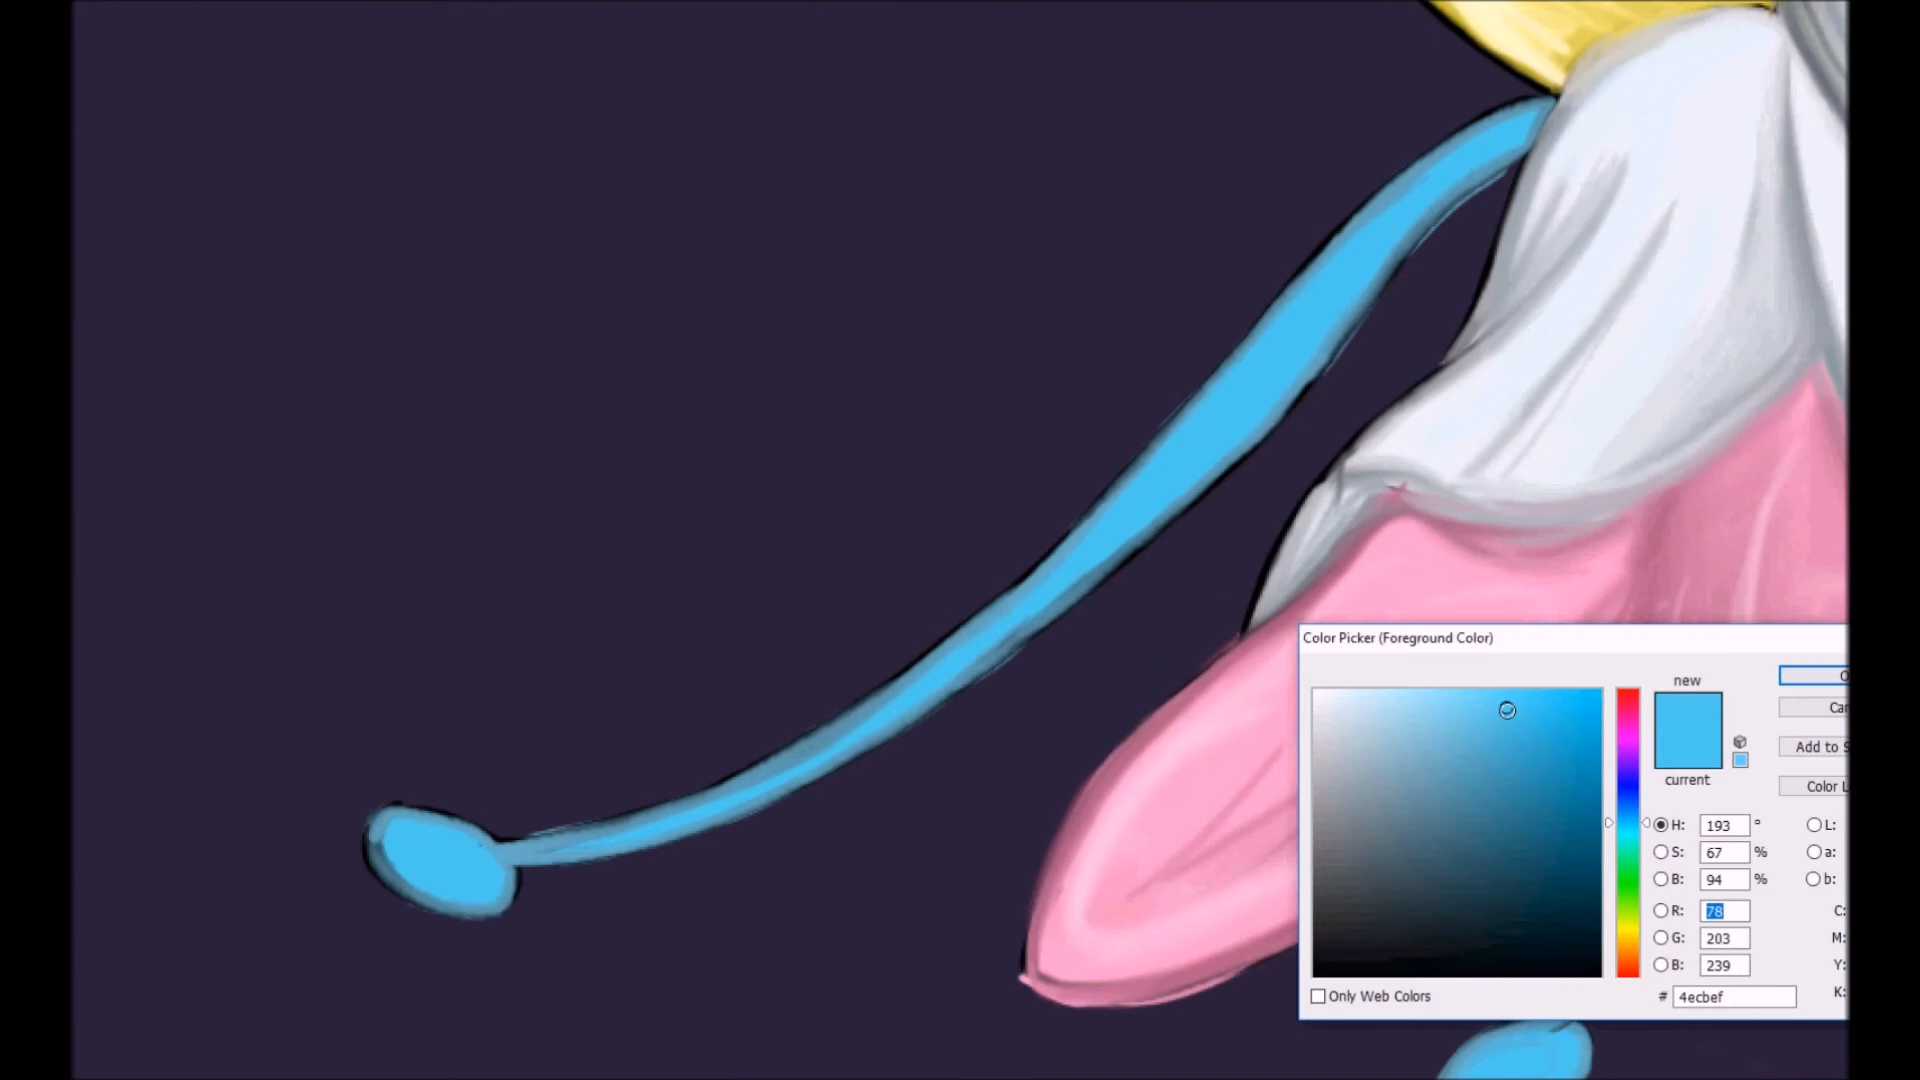 Color Picker (Foreground Color)
new
current
Add to S
Color L
H: 193 °
S: 67 %
B: 94 %
R: 78
G: 203
B: 239
L:
a:
b:
C:
M:
Y:
K:
Only Web Colors
# 4ecbef